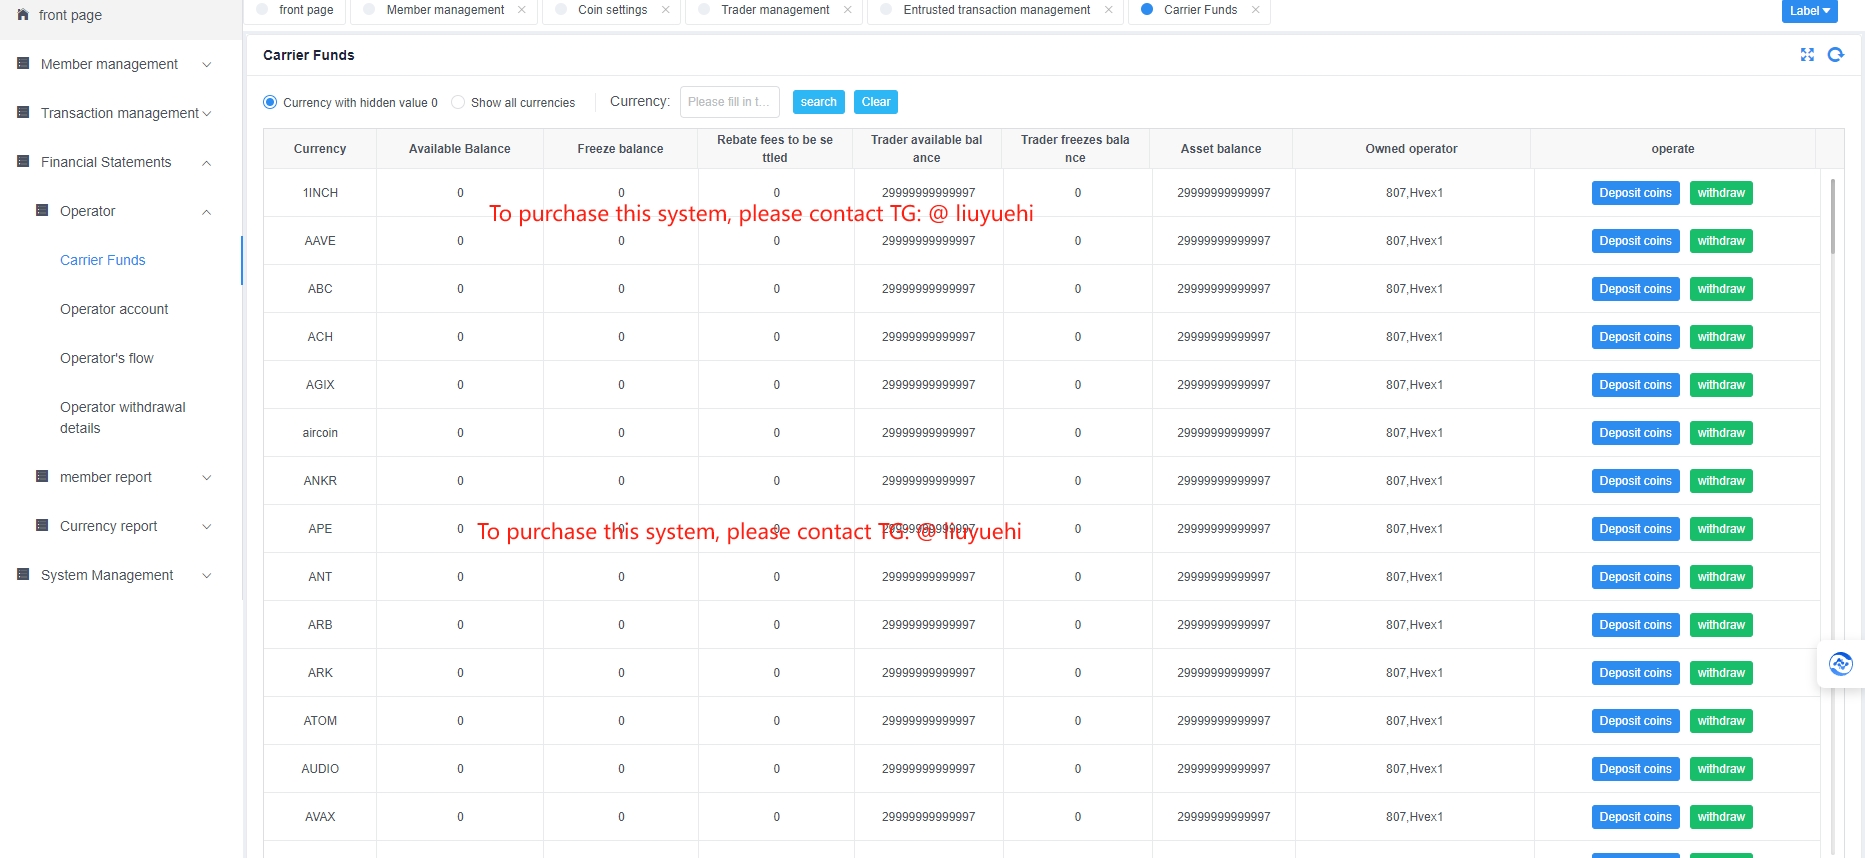 front page
Member management
Transaction management
Financial Statements
Operator
Carrier Funds
Operator account
Operator's flow
Operator withdrawal
details
member report
Currency report
System Management
front page Member management Coin settings Trader management Entrusted transaction management Carrier Funds Label
Carrier Funds
Currency with hidden value 0 Show all currencies Currency: Please fill in t... search Clear
Currency Available Balance Freeze balance Rebate fees to be se Trader available bal Trader freezes bala Asset balance Owned operator operate
ttled ance nce
1INCH 0 0 0 29999999999997 0 29999999999997 807,Hvex1 Deposit coins withdraw
To purchase this system, please contact TG: @ liuyuehi
AAVE 0 0 0 29999999999997 0 29999999999997 807,Hvex1 Deposit coins withdraw
ABC 0 0 0 29999999999997 0 29999999999997 807,Hvex1 Deposit coins withdraw
ACH 0 0 0 29999999999997 0 29999999999997 807,Hvex1 Deposit coins withdraw
AGIX 0 0 0 29999999999997 0 29999999999997 807,Hvex1 Deposit coins withdraw
aircoin 0 0 0 29999999999997 0 29999999999997 807,Hvex1 Deposit coins withdraw
ANKR 0 0 0 29999999999997 0 29999999999997 807,Hvex1 Deposit coins withdraw
APE 0 0 0 29999999999997 0 29999999999997 807,Hvex1 Deposit coins withdraw
To purchase this system, please contact TG: @ liuyuehi
ANT 0 0 0 29999999999997 0 29999999999997 807,Hvex1 Deposit coins withdraw
ARB 0 0 0 29999999999997 0 29999999999997 807,Hvex1 Deposit coins withdraw
ARK 0 0 0 29999999999997 0 29999999999997 807,Hvex1 Deposit coins withdraw
ATOM 0 0 0 29999999999997 0 29999999999997 807,Hvex1 Deposit coins withdraw
AUDIO 0 0 0 29999999999997 0 29999999999997 807,Hvex1 Deposit coins withdraw
AVAX 0 0 0 29999999999997 0 29999999999997 807,Hvex1 Deposit coins withdraw